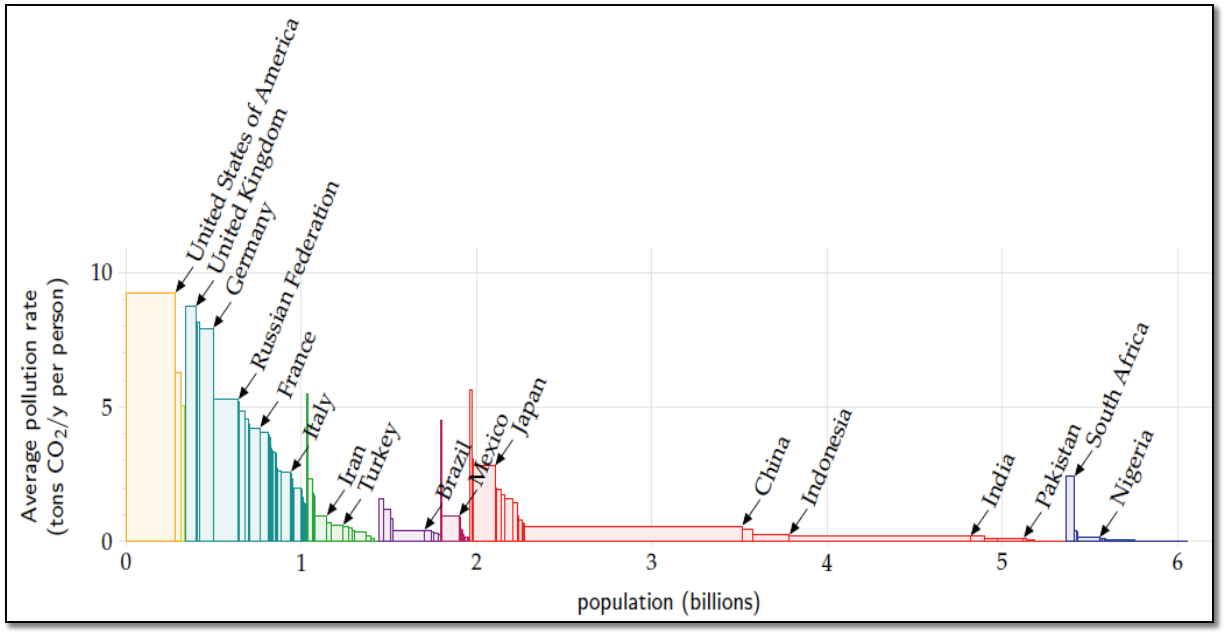 United States of America
United Kingdom
Germany
Russian Federation
France
Italy
Iran
Turkey
Brazil
Mexico
Japan
China
Indonesia
India
Pakistan
South Africa
Nigeria
Average pollution rate
(tons CO₂/y per person)
10
5
0
0 1 2 3 4 5 6
population (billions)